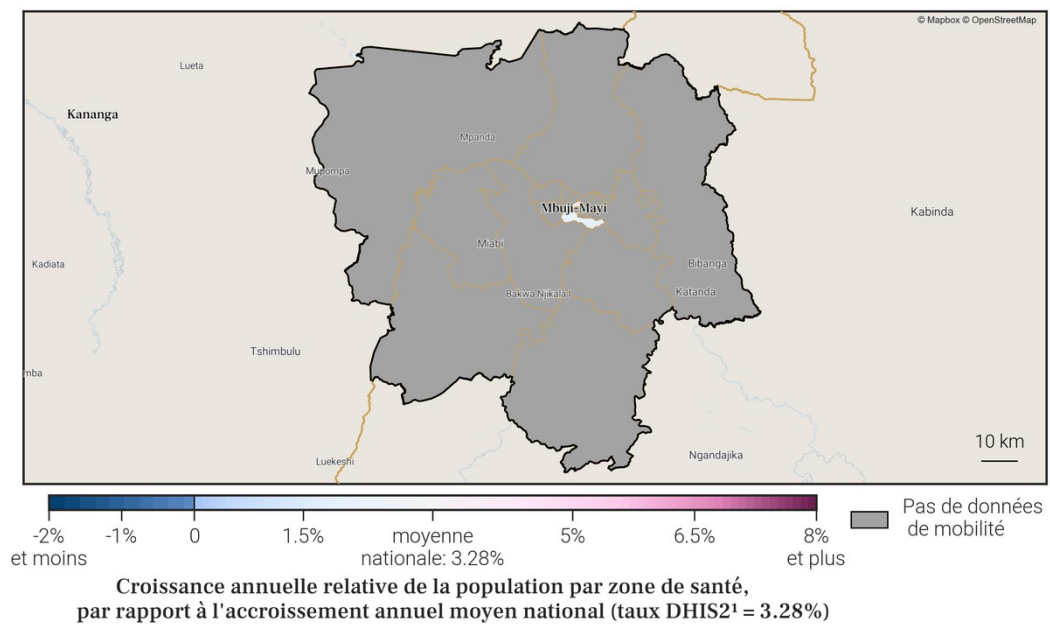 © Mapbox © OpenStreetMap
Lueta
Kananga
Mpanda
Mupompa
Mbuji-Mayi
Kabinda
Miabi
Kadiata
Bibanga
Bakwa Njikala I
Katanda
Tshimbulu
mba
10 km
Luekeshi
Ngandajika
-2%
et moins
-1%
0
1.5%
moyenne
nationale: 3.28%
5%
6.5%
8%
et plus
Pas de données
de mobilité
Croissance annuelle relative de la population par zone de santé,
par rapport à l'accroissement annuel moyen national (taux DHIS2¹ = 3.28%)